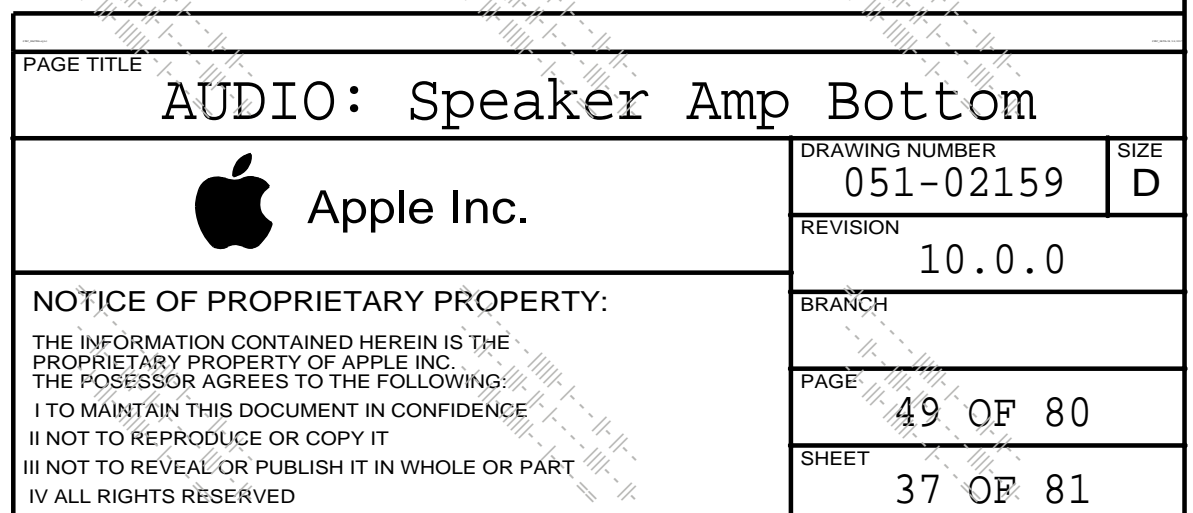 PAGE TITLE
AUDIO: Speaker Amp Bottom
Apple Inc.
DRAWING NUMBER
051-02159
SIZE
D
REVISION
10.0.0
NOTICE OF PROPRIETARY PROPERTY:
THE INFORMATION CONTAINED HEREIN IS THE
PROPRIETARY PROPERTY OF APPLE INC.
THE POSESSOR AGREES TO THE FOLLOWING:
I TO MAINTAIN THIS DOCUMENT IN CONFIDENCE
II NOT TO REPRODUCE OR COPY IT
III NOT TO REVEAL OR PUBLISH IT IN WHOLE OR PART
IV ALL RIGHTS RESERVED
BRANCH
PAGE
49 OF 80
SHEET
37 OF 81